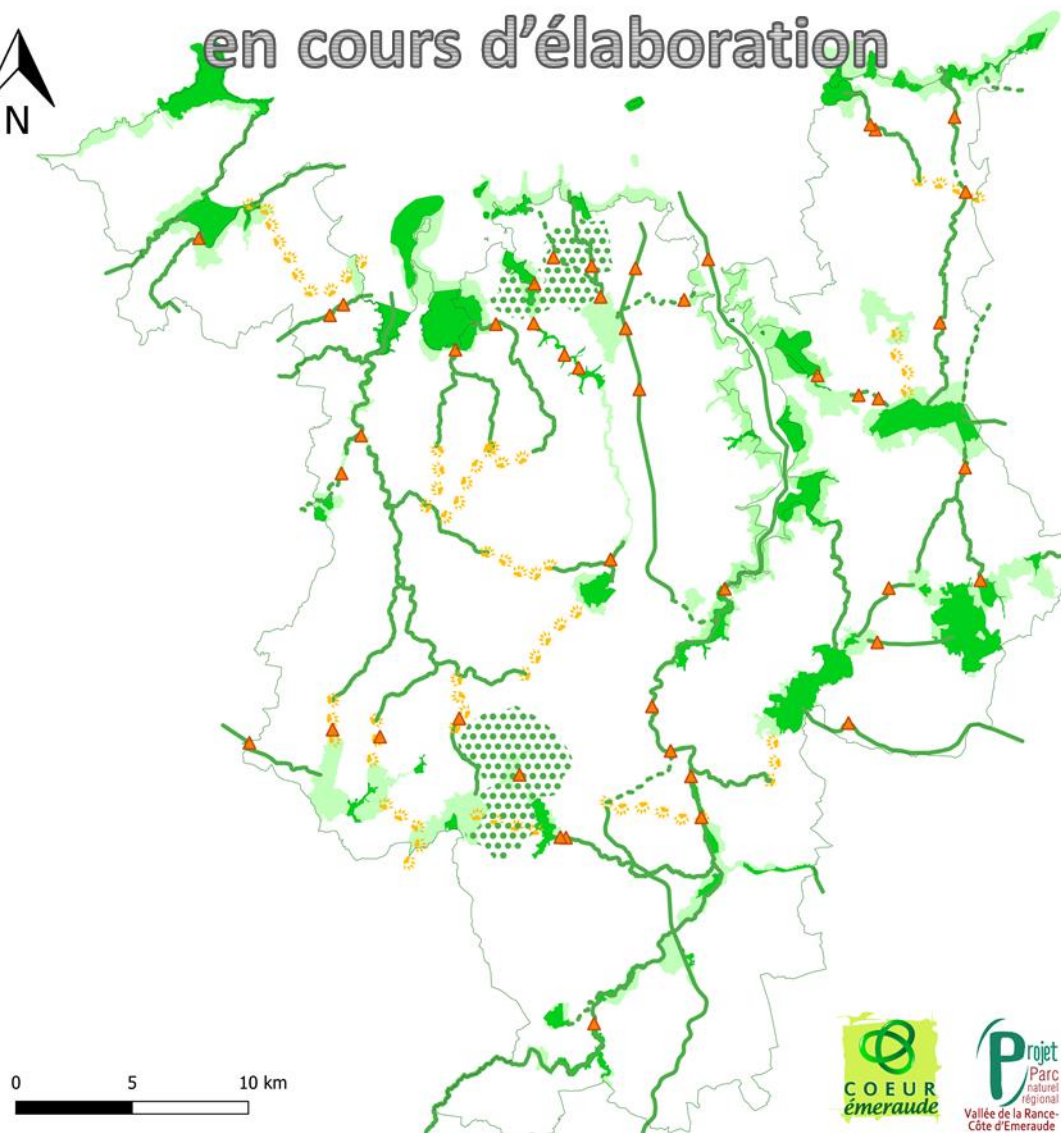 en cours d'élaboration
N
0 5 10 km
COEUR
émeraude
Projet
Parc
naturel
régional
Vallée de la Rance-
Côte d'Emeraude